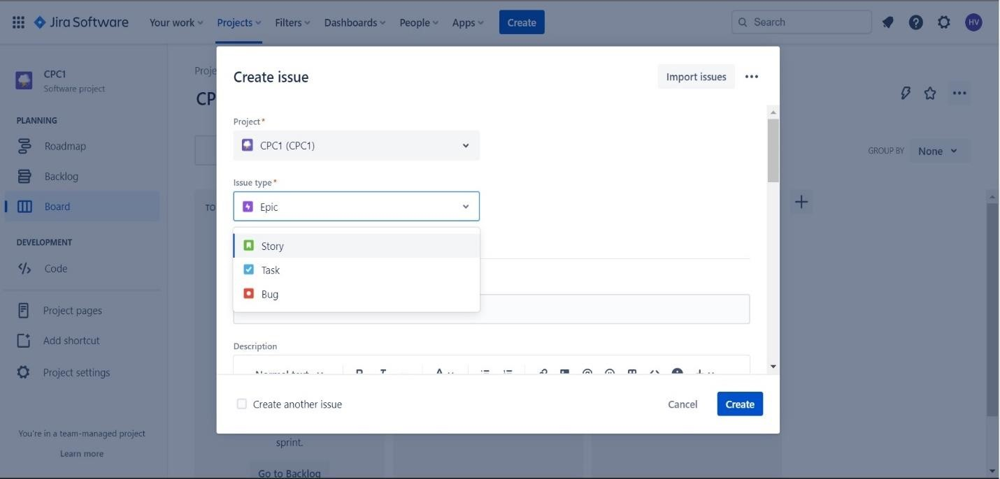 Jira Software Your work Projects Filters Dashboards People Apps Create Search HV
CPC1
Software project
PLANNING
Roadmap
Backlog
Board
DEVELOPMENT
Code
Project pages
Add shortcut
Project settings
You're in a team-managed project
Learn more
Proje
CP
GROUP BY None
TO
Create issue Import issues
Project*
CPC1 (CPC1)
Issue type*
Epic
Story
Task
Bug
Description
Normal text
Create another issue Cancel Create
sprint.
Go to Backlog